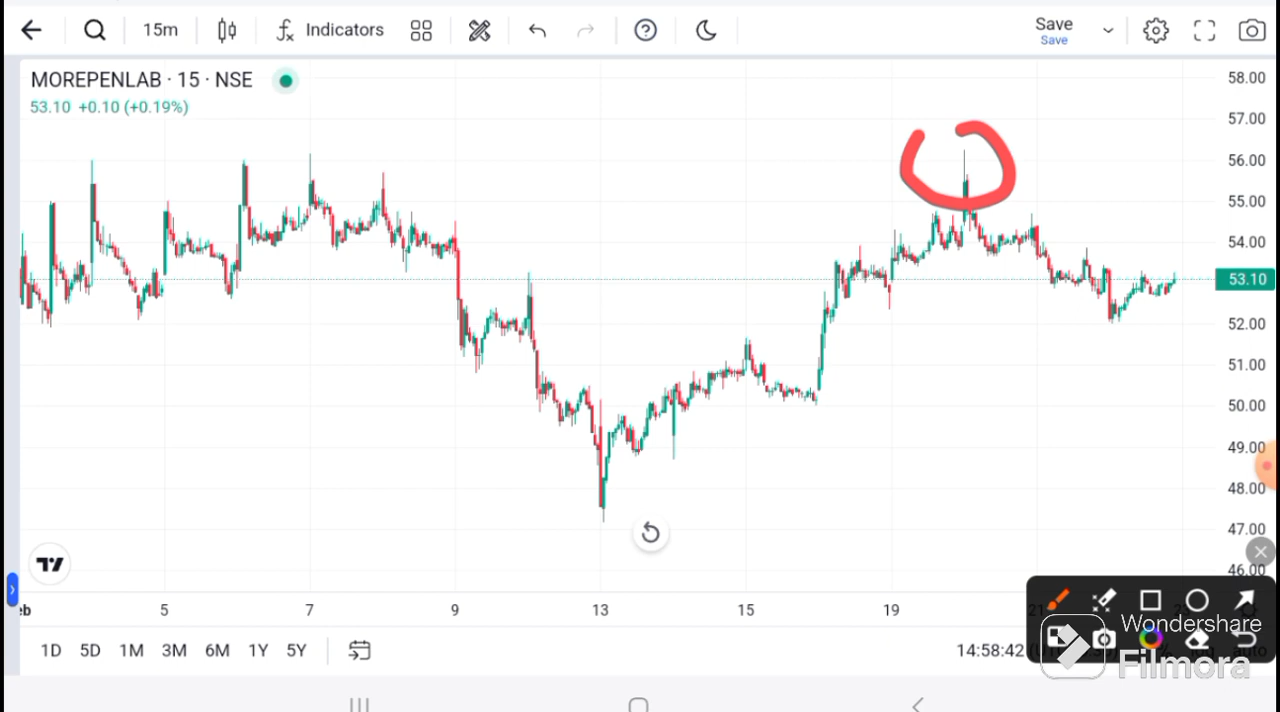 15m Indicators Save
Save
MOREPENLAB · 15 · NSE
53.10 +0.10 (+0.19%)
58.00
57.00
56.00
55.00
54.00
53.10
52.00
51.00
50.00
49.00
48.00
47.00
46.00
eb 5 7 9 13 15 19 21
1D 5D 1M 3M 6M 1Y 5Y 14:58:42 auto
Wondershare
Filmora